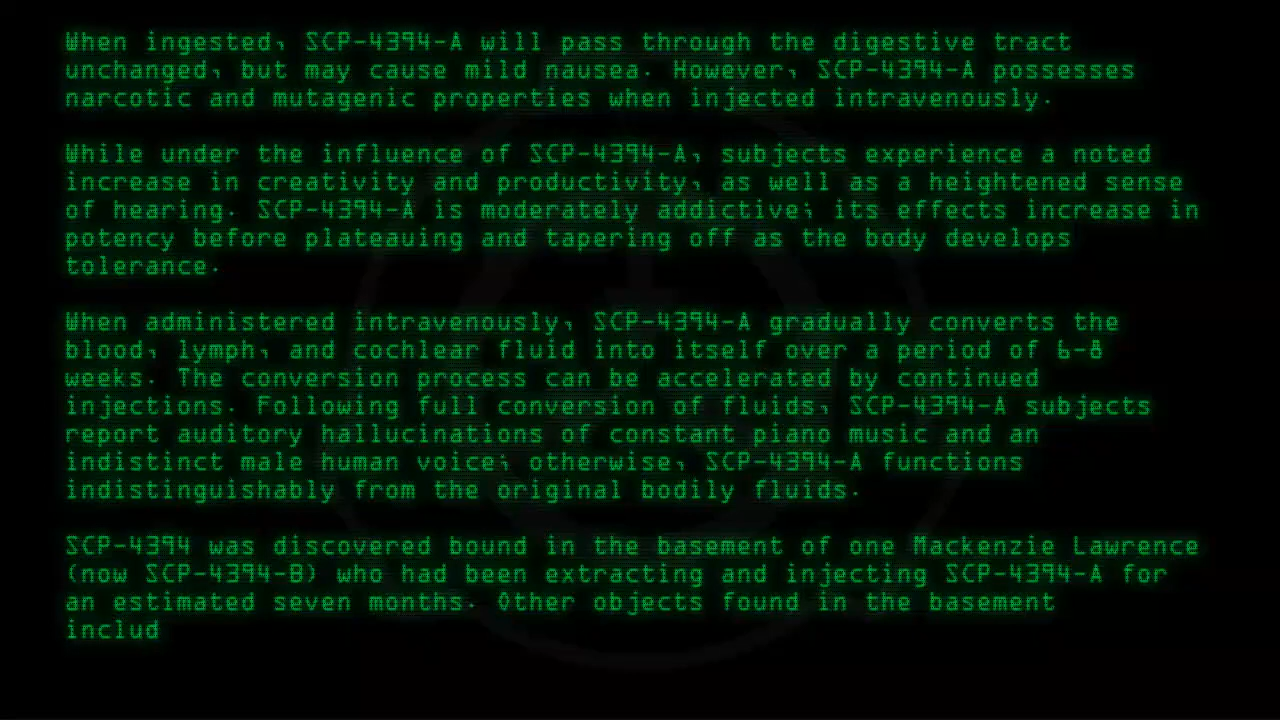 When ingested, SCP-4394-A will pass through the digestive tract
unchanged, but may cause mild nausea. However, SCP-4394-A possesses
narcotic and mutagenic properties when injected intravenously.
While under the influence of SCP-4394-A, subjects experience a noted
increase in creativity and productivity, as well as a heightened sense
of hearing. SCP-4394-A is moderately addictive; its effects increase in
potency before plateauing and tapering off as the body develops
tolerance.
When administered intravenously, SCP-4394-A gradually converts the
blood, lymph, and cochlear fluid into itself over a period of 6-8
weeks. The conversion process can be accelerated by continued
injections. Following full conversion of fluids, SCP-4394-A subjects
report auditory hallucinations of constant piano music and an
indistinct male human voice; otherwise, SCP-4394-A functions
indistinguishably from the original bodily fluids.
SCP-4394 was discovered bound in the basement of one Mackenzie Lawrence
(now SCP-4394-B) who had been extracting and injecting SCP-4394-A for
an estimated seven months. Other objects found in the basement
includ